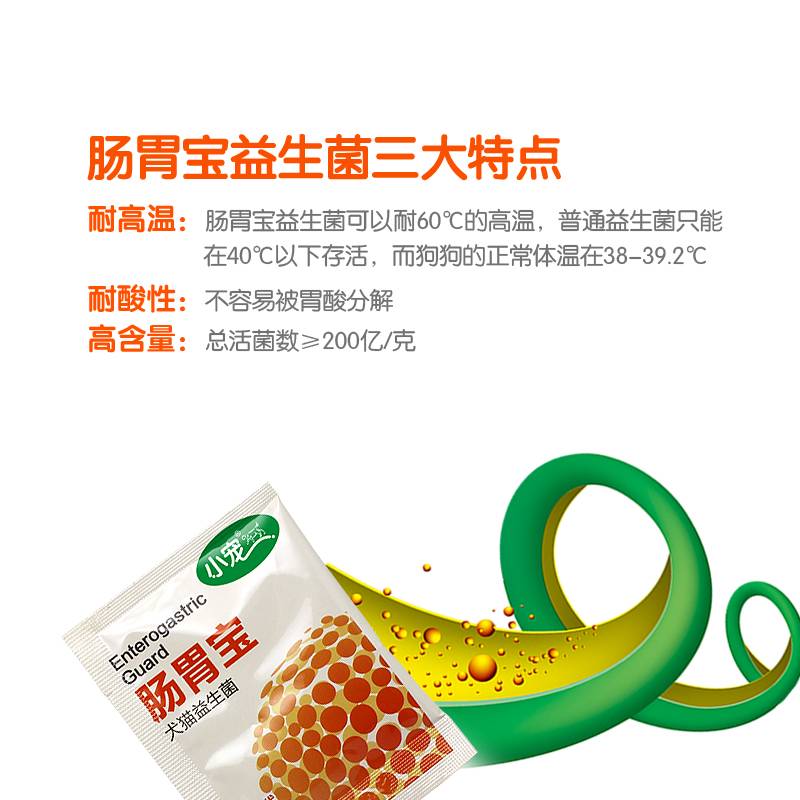 肠胃宝益生菌三大特点
耐高温：肠胃宝益生菌可以耐60℃的高温，普通益生菌只能
在40℃以下存活，而狗狗的正常体温在38-39.2℃
耐酸性：不容易被胃酸分解
高含量：总活菌数≥200亿/克
小宠®
Enterogastric
Guard
肠胃宝
犬猫益生菌